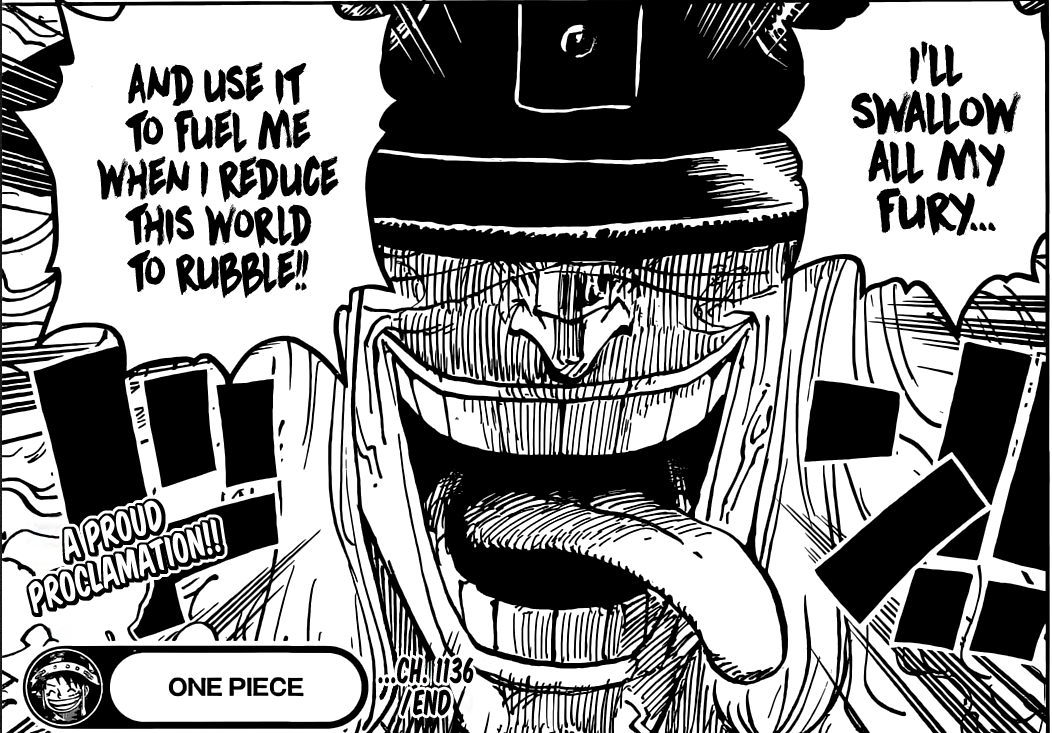 I'LL
SWALLOW
ALL MY
FURY...
AND USE IT
TO FUEL ME
WHEN I REDUCE
THIS WORLD
TO RUBBLE!!
A PROUD
PROCLAMATION!!
ONE PIECE
...CH. 1136
/ END